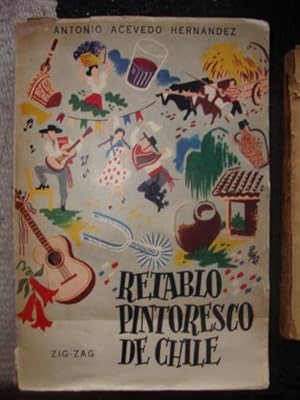 ANTONIO ACEVEDO HERNANDEZ
RETABLO
PINTORESCO
DE CHILE
ZIG-ZAG